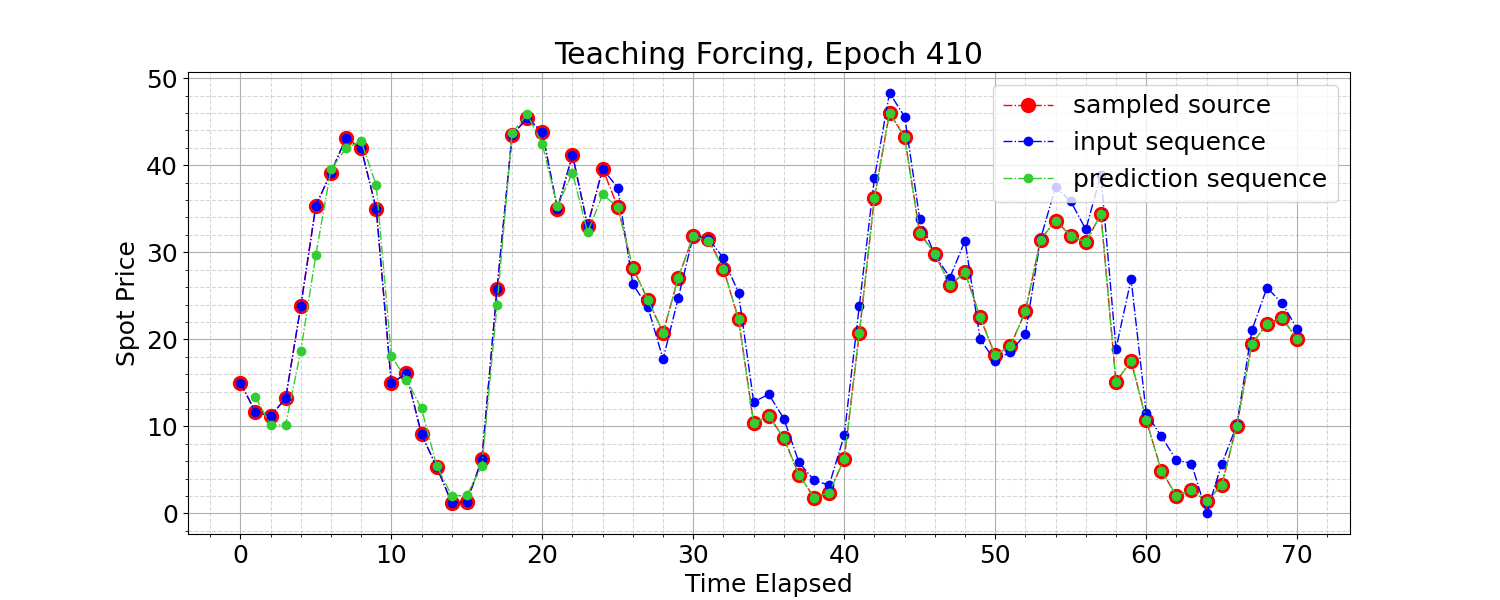 Teaching Forcing, Epoch 410
sampled source
input sequence
prediction sequence
Spot Price
50
40
30
20
10
0
0 10 20 30 40 50 60 70
Time Elapsed